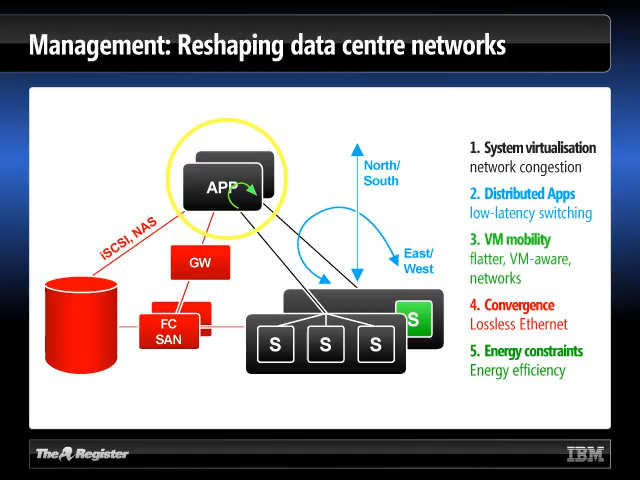 Management: Reshaping data centre networks
APP
North/
South
iSCSI, NAS
GW
East/
West
FC
SAN
S
S
S
S
1. System virtualisation
network congestion
2. Distributed Apps
low-latency switching
3. VM mobility
flatter, VM-aware,
networks
4. Convergence
Lossless Ethernet
5. Energy constraints
Energy efficiency
The A Register
IBM